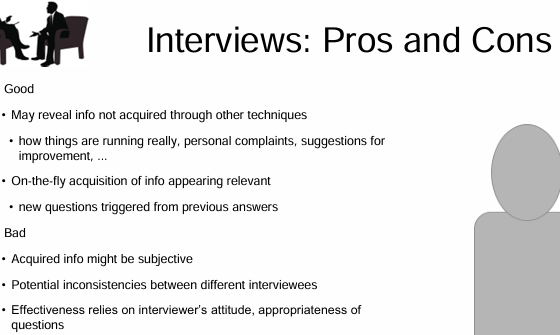 Interviews: Pros and Cons
Good
• May reveal info not acquired through other techniques
• how things are running really, personal complaints, suggestions for
improvement, ...
• On-the-fly acquisition of info appearing relevant
• new questions triggered from previous answers
Bad
• Acquired info might be subjective
• Potential inconsistencies between different interviewees
• Effectiveness relies on interviewer's attitude, appropriateness of
questions